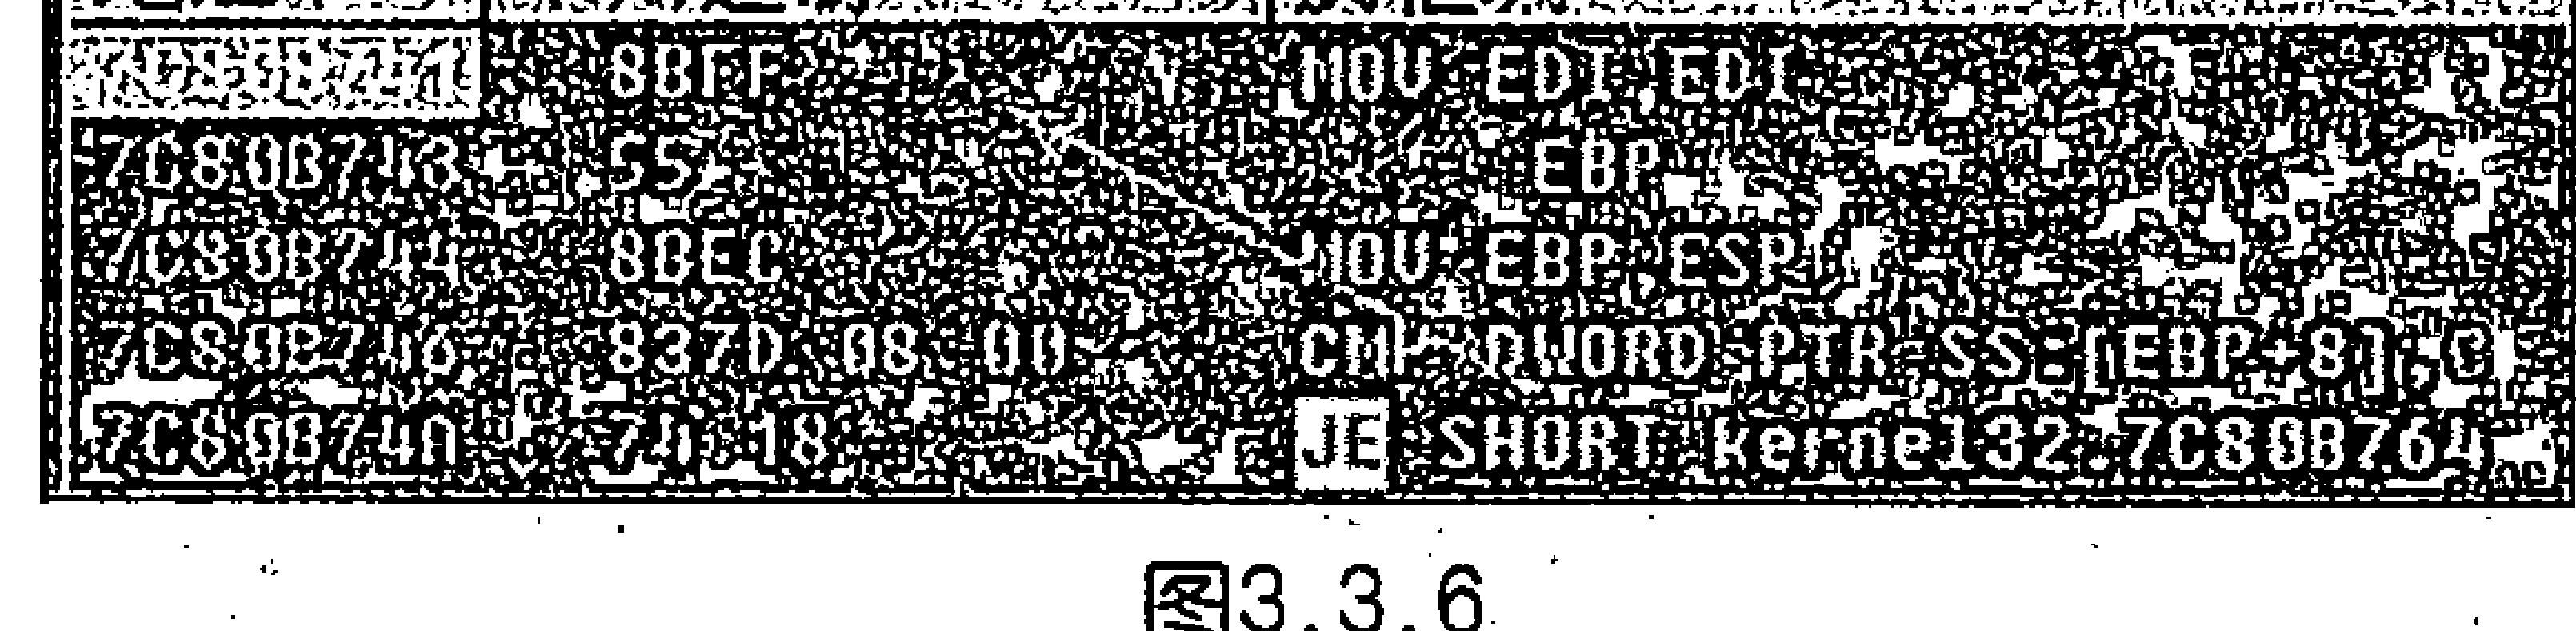 7C80B741 8BFF V MOV EDI,EDI
7C80B743 55 EBP
7C80B744 8BEC MOV EBP,ESP
7C80B746 837D 08 00 CMP DWORD PTR SS:[EBP+8],
7C80B74A 74 18 JE SHORT kernel32.7C80B764
图3.3.6